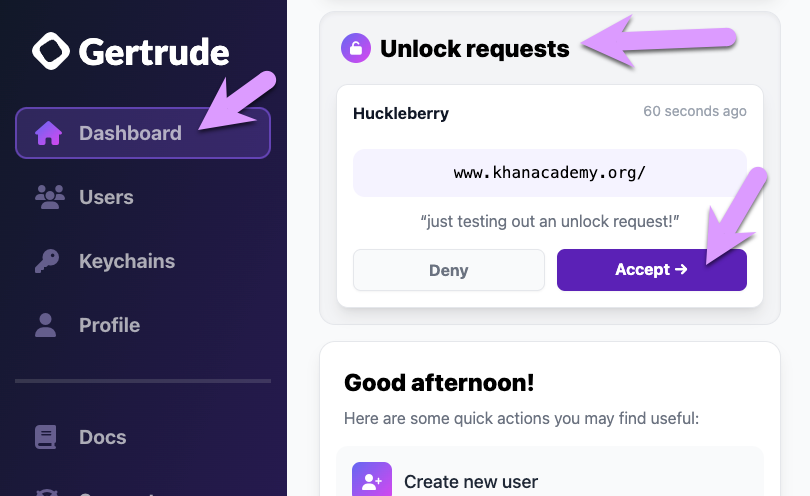 Gertrude
Dashboard
Users
Keychains
Profile
Docs
Unlock requests
Huckleberry
60 seconds ago
www.khanacademy.org/
“just testing out an unlock request!”
Deny
Accept →
Good afternoon!
Here are some quick actions you may find useful:
Create new user